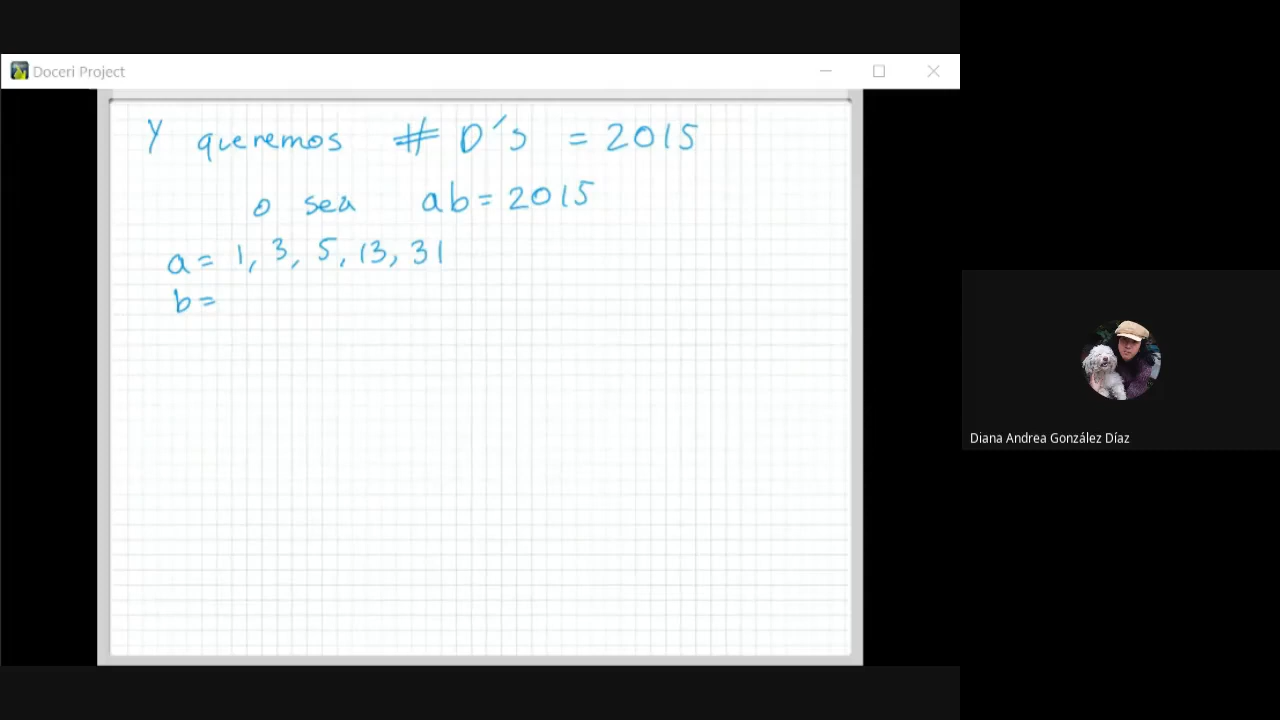 Doceri Project
Y queremos # D's = 2015
o sea ab = 2015
a = 1, 3, 5, 13, 31
b =
Diana Andrea González Díaz